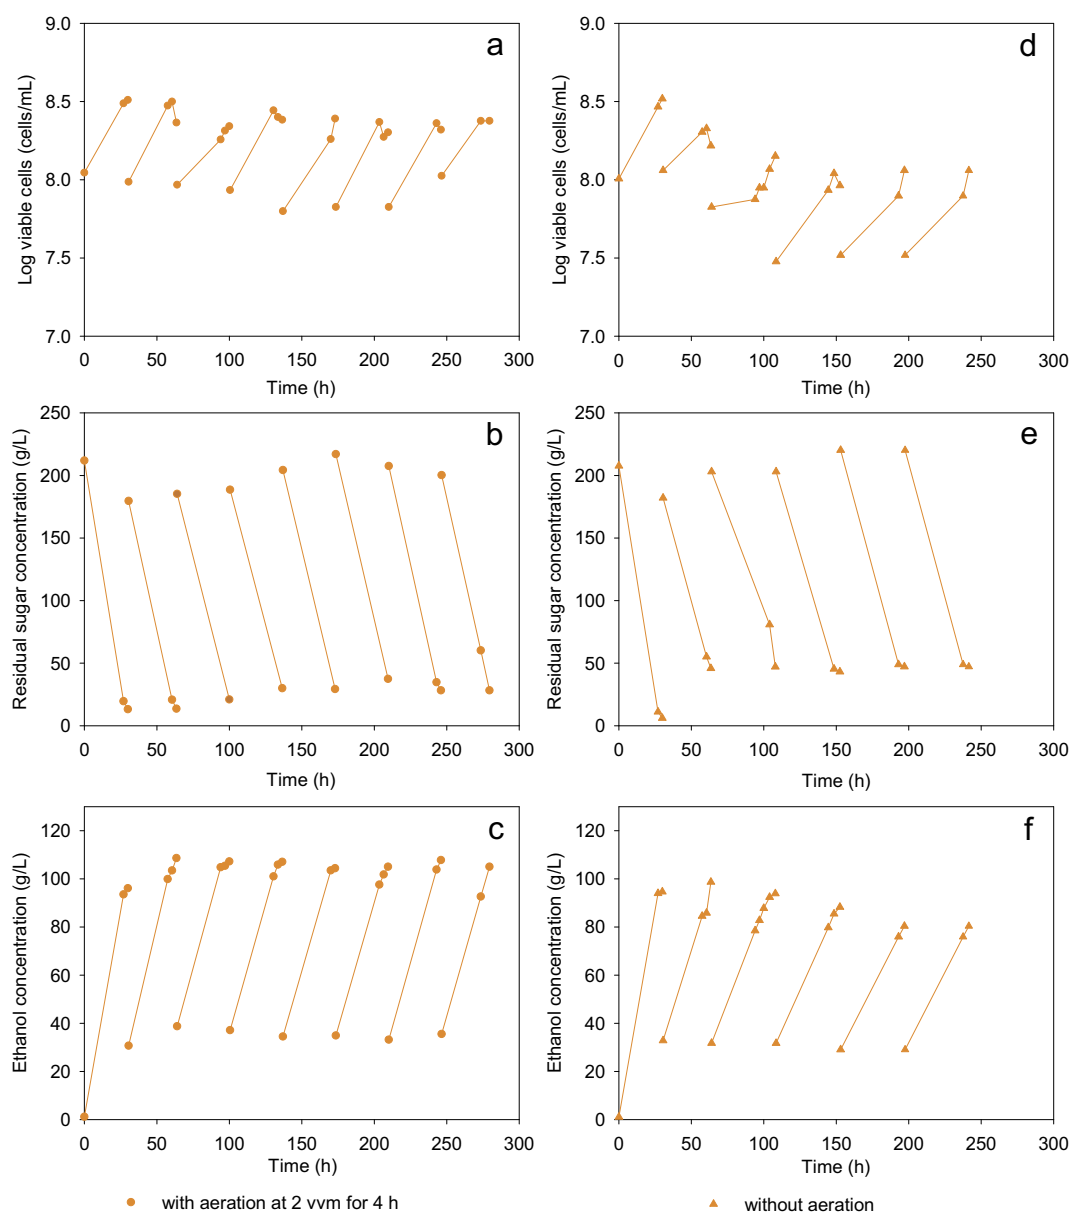 a
9.0
8.5
8.0
7.5
7.0
Log viable cells (cells/mL)
0 50 100 150 200 250 300
Time (h)
d
9.0
8.5
8.0
7.5
7.0
Log viable cells (cells/mL)
0 50 100 150 200 250 300
Time (h)
b
250
200
150
100
50
0
Residual sugar concentration (g/L)
0 50 100 150 200 250 300
Time (h)
e
250
200
150
100
50
0
Residual sugar concentration (g/L)
0 50 100 150 200 250 300
Time (h)
c
120
100
80
60
40
20
0
Ethanol concentration (g/L)
0 50 100 150 200 250 300
Time (h)
f
120
100
80
60
40
20
0
Ethanol concentration (g/L)
0 50 100 150 200 250 300
Time (h)
with aeration at 2 vvm for 4 h
without aeration